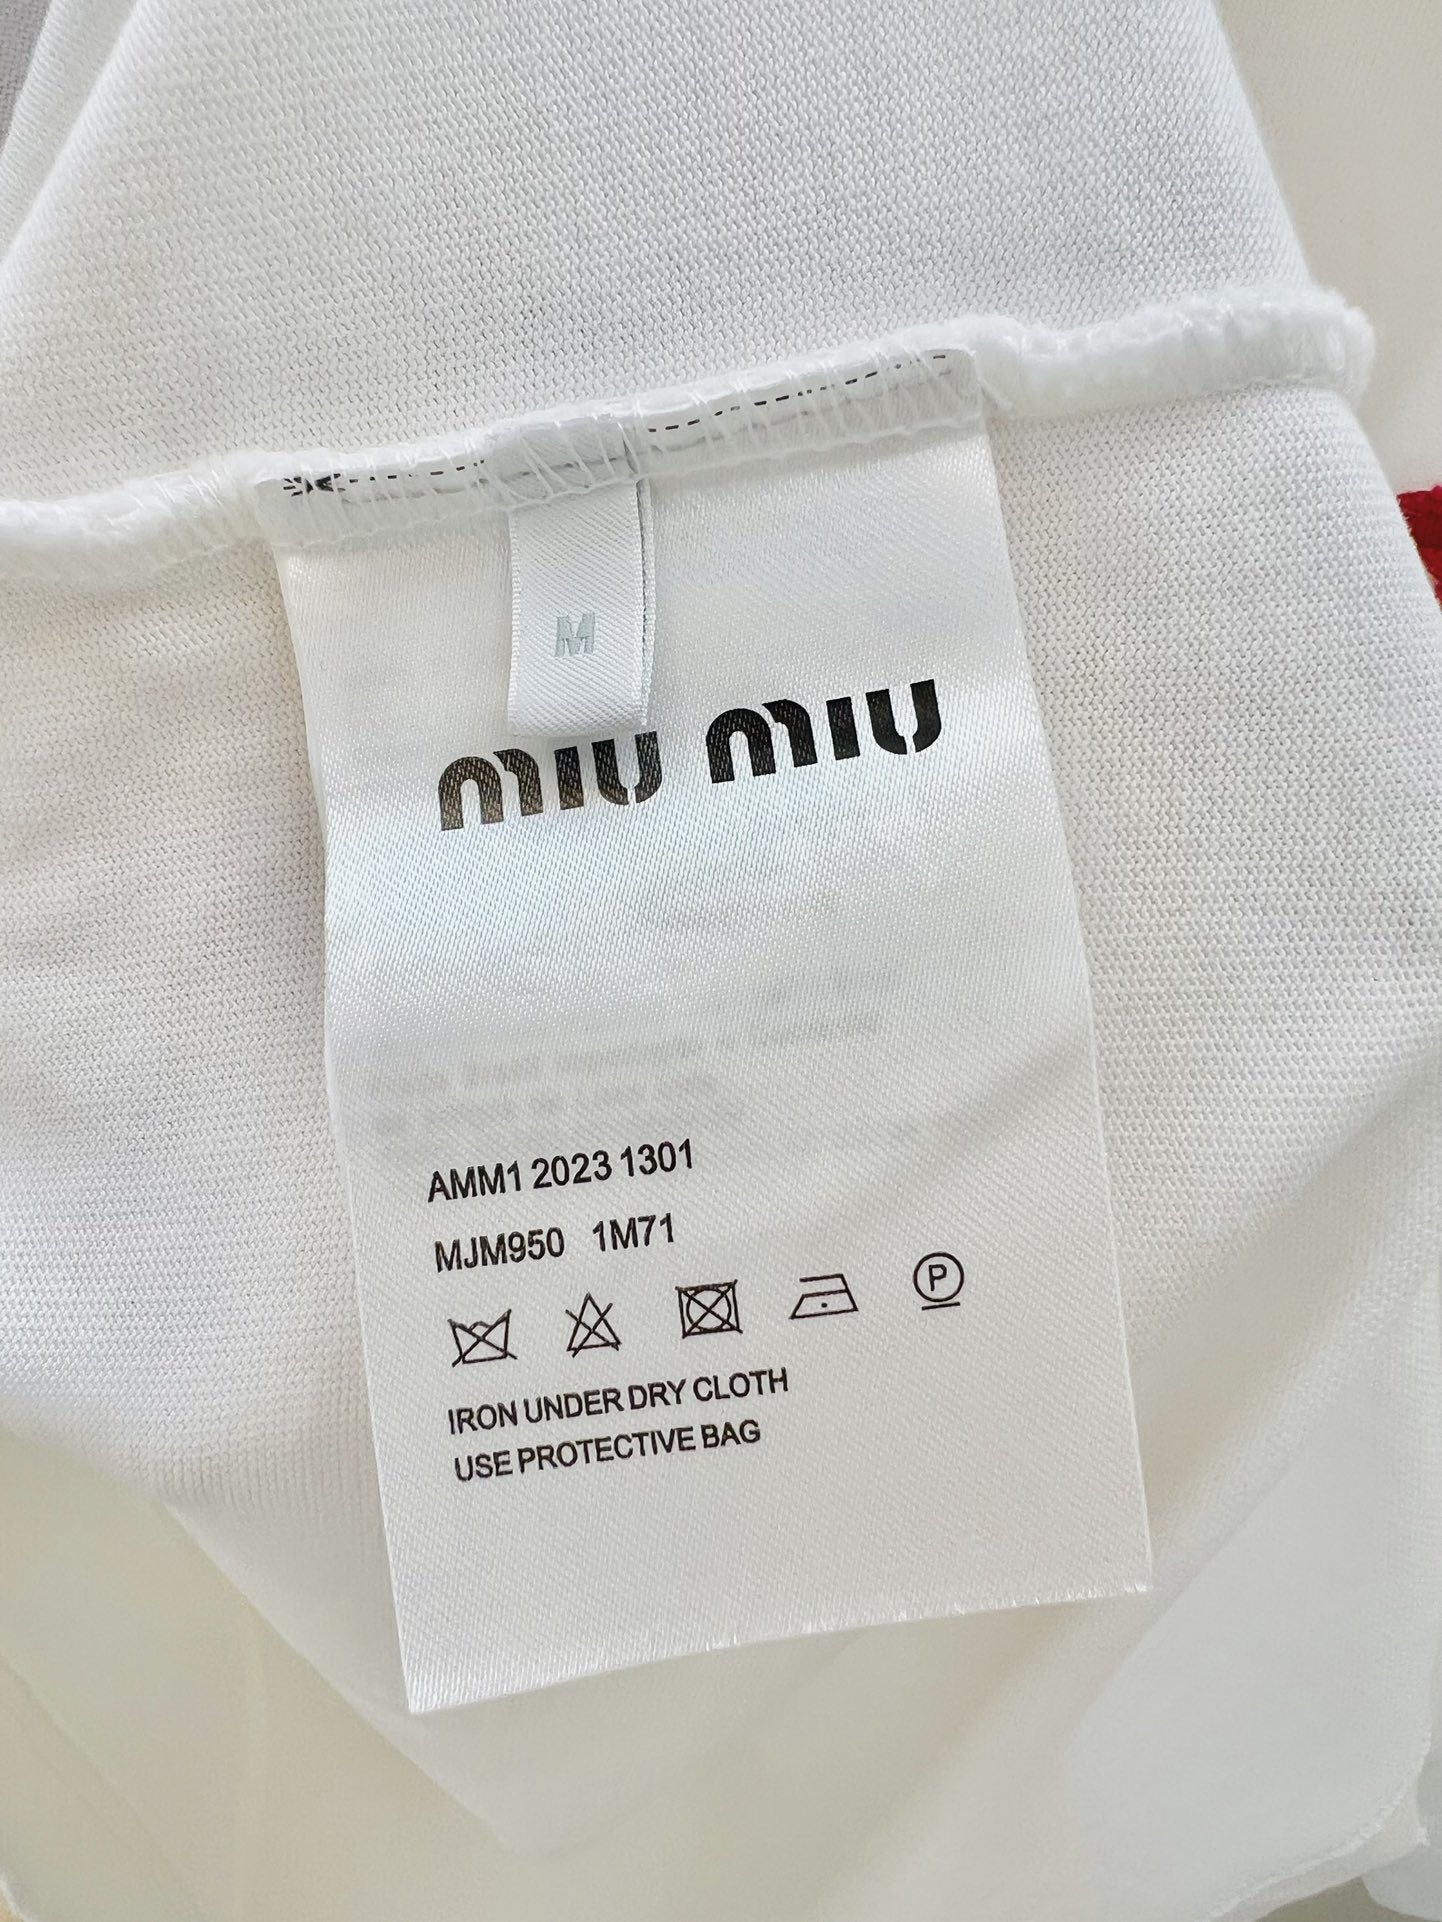 M
miu miu
AMM1 2023 1301
MJM950 1M71
P
IRON UNDER DRY CLOTH
USE PROTECTIVE BAG